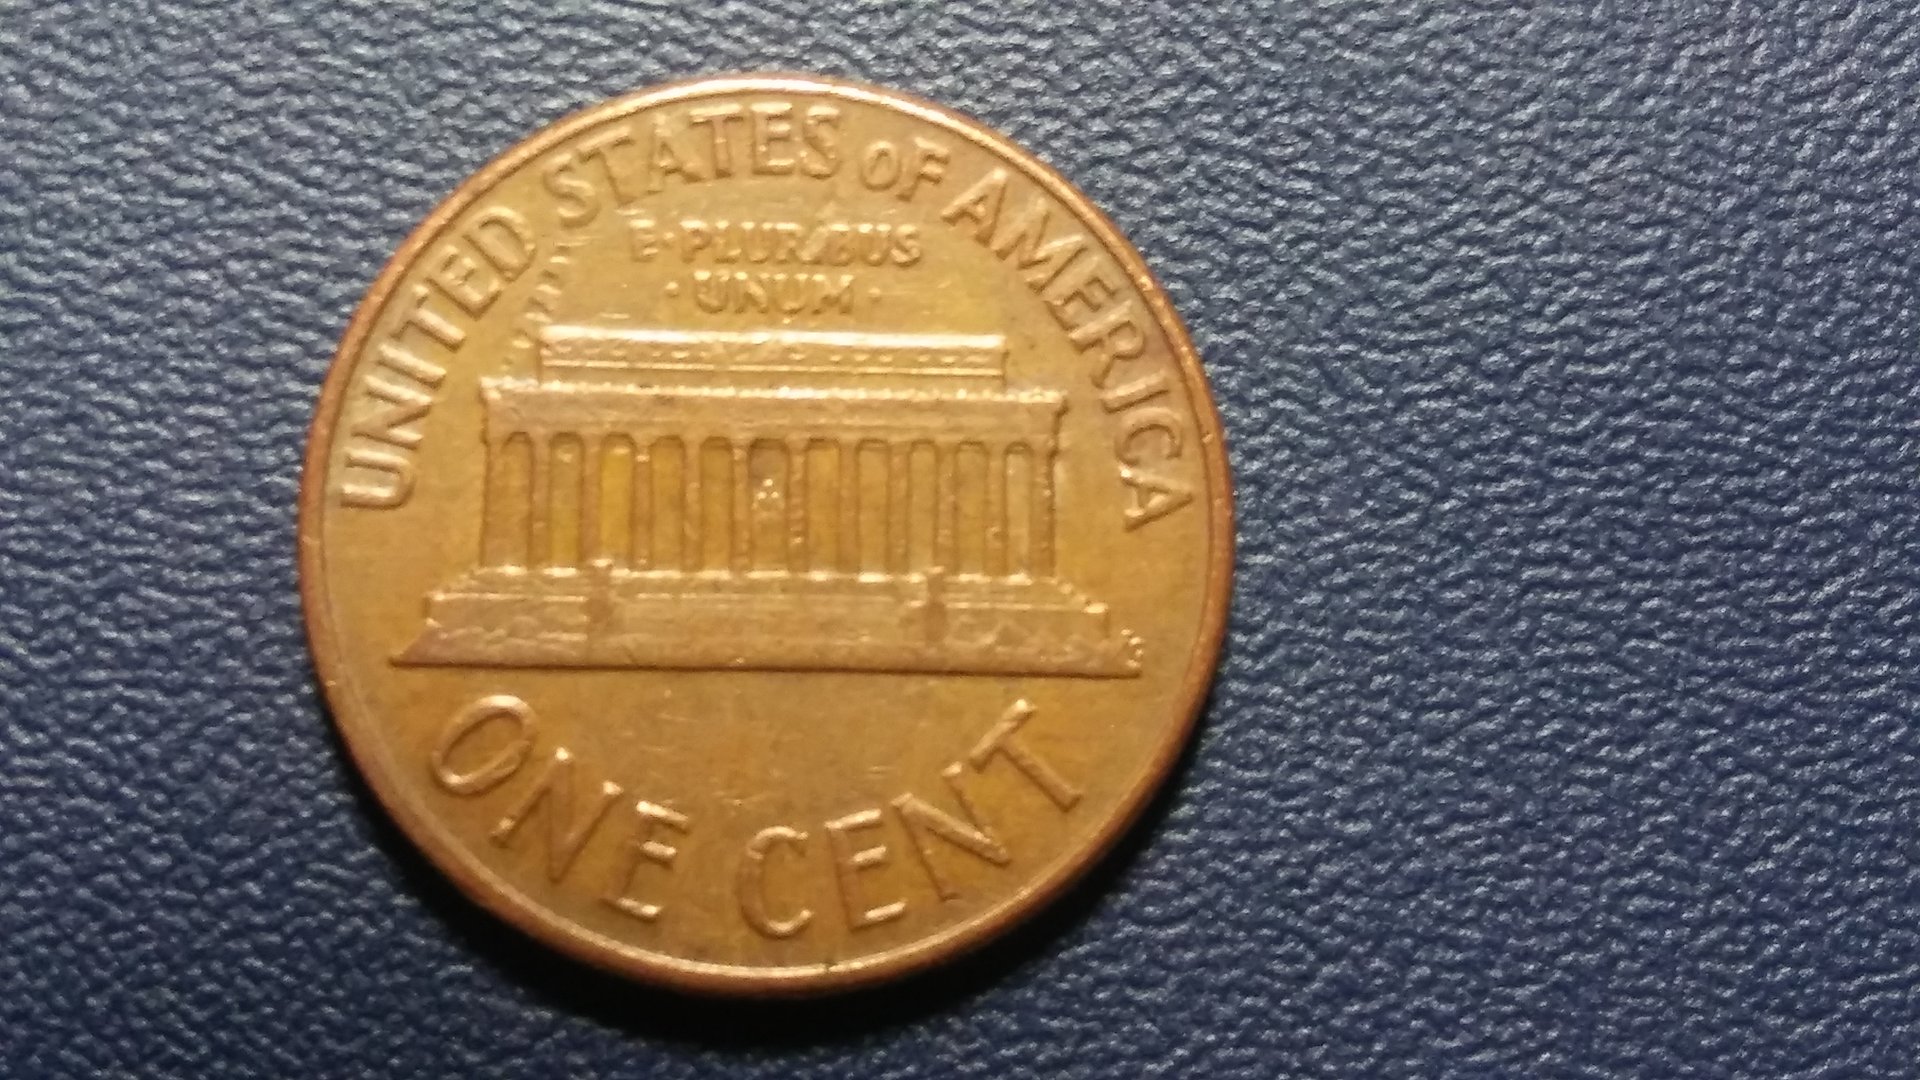 UNITED STATES OF AMERICA
E·PLURIBUS
·UNUM·
ONE CENT